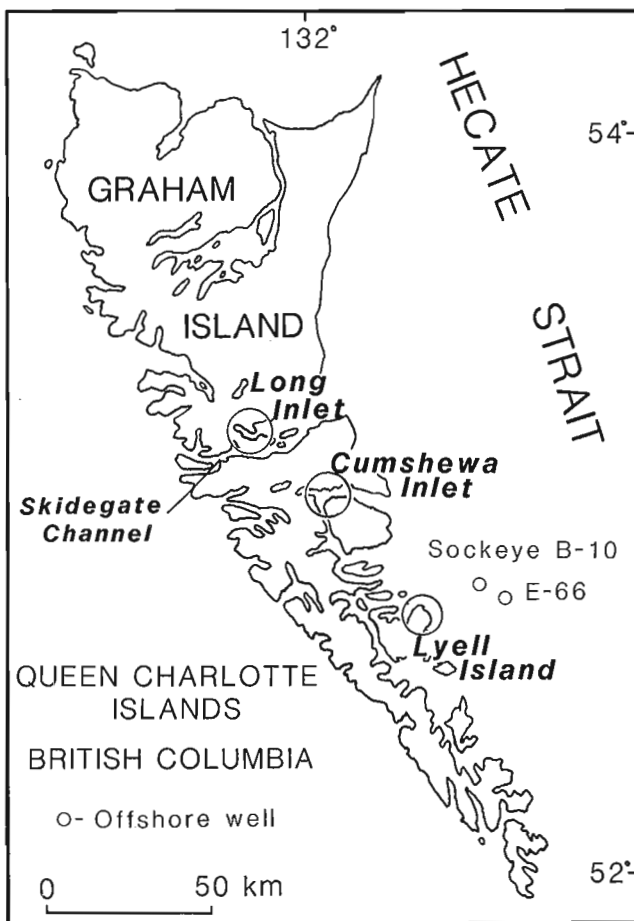 132°
HECATE
54°
GRAHAM
ISLAND
STRAIT
Long
Inlet
Cumshewa
Inlet
Skidegate
Channel
Sockeye B-10
E-66
Lyell
Island
QUEEN CHARLOTTE
ISLANDS
BRITISH COLUMBIA
o- Offshore well
0 50 km
52°